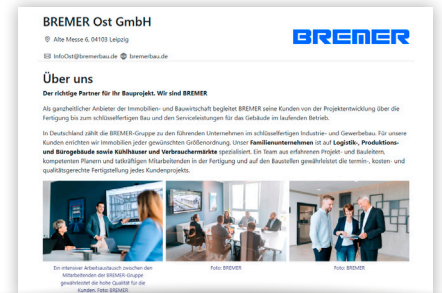 BREMER Ost GmbH
Alte Messe 6, 04103 Leipzig
BREMER
InfoOst@bremerbau.de bremerbau.de
Über uns
Der richtige Partner für Ihr Bauprojekt. Wir sind BREMER
Als ganzheitlicher Anbieter der Immobilien- und Bauwirtschaft begleitet BREMER seine Kunden von der Projektentwicklung über die
Fertigung bis zum schlüsselfertigen Bau und den Serviceleistungen für das Gebäude im laufenden Betrieb.
In Deutschland zählt die BREMER-Gruppe zu den führenden Unternehmen im schlüsselfertigen Industrie- und Gewerbebau. Für unsere
Kunden errichten wir Immobilien jeder gewünschten Größenordnung. Unser Familienunternehmen ist auf Logistik-, Produktions-
und Bürogebäude sowie Kühlhäuser und Verbrauchermärkte spezialisiert. Ein Team aus erfahrenen Projekt- und Bauleitern,
kompetenten Planern und tatkräftigen Mitarbeitenden in der Fertigung und auf den Baustellen gewährleistet die termin-, kosten- und
qualitätsgerechte Fertigstellung jedes Kundenprojekts.
Ein intensiver Arbeitsaustausch zwischen den
Mitarbeitenden der BREMER-Gruppe
gewährleistet die hohe Qualität für die
Kunden. Foto: BREMER
Foto: BREMER
Foto: BREMER